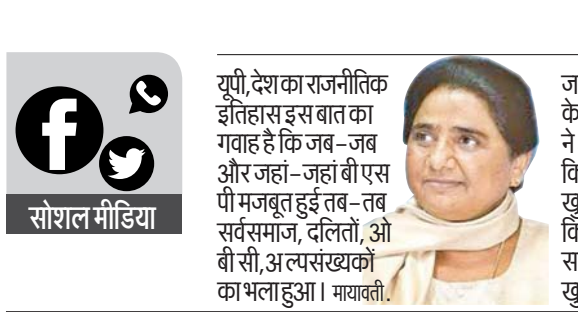 सोशल मीडिया
यूपी,देश का राजनीतिक
इतिहास इस बात का
गवाह है कि जब-जब
और जहां-जहां बी एस
पी मजबूत हुई तब-तब
सर्वसमाज, दलितों, ओ
बी सी,अल्पसंख्यकों
का भला हुआ। मायावती.
ज
के
ने
कि
खु
कि
स
खु